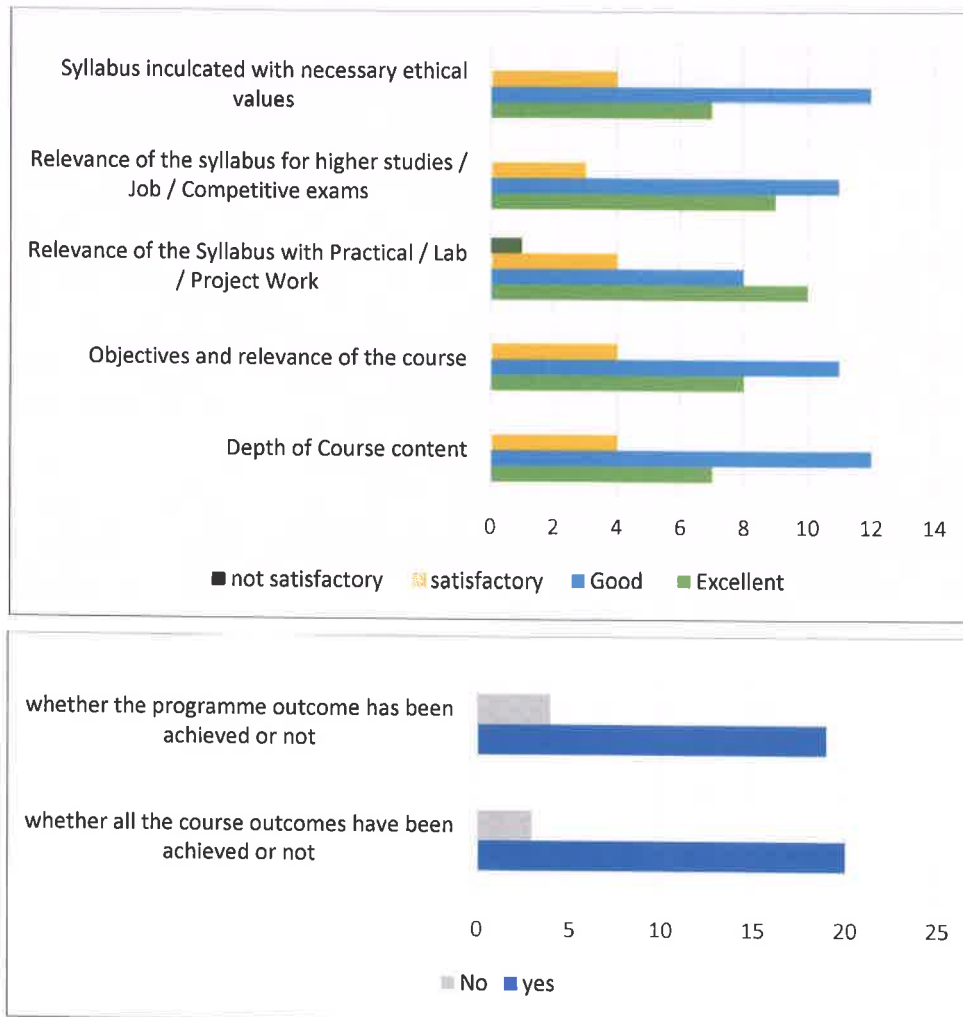 Syllabus inculcated with necessary ethical
values
Relevance of the syllabus for higher studies /
Job / Competitive exams
Relevance of the Syllabus with Practical / Lab
/ Project Work
Objectives and relevance of the course
Depth of Course content
0 2 4 6 8 10 12 14
not satisfactory satisfactory Good Excellent
whether the programme outcome has been
achieved or not
whether all the course outcomes have been
achieved or not
0 5 10 15 20 25
No yes